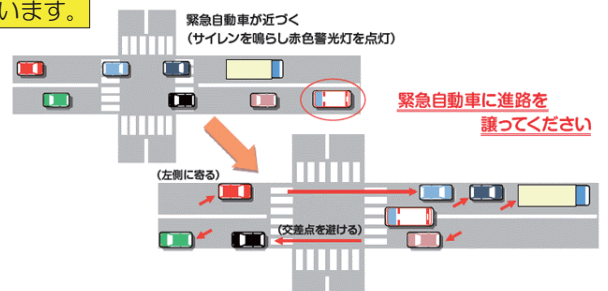 います。
緊急自動車が近づく
（サイレンを鳴らし赤色警光灯を点灯）
緊急自動車に進路を
譲ってください
（左側に寄る）
（交差点を避ける）